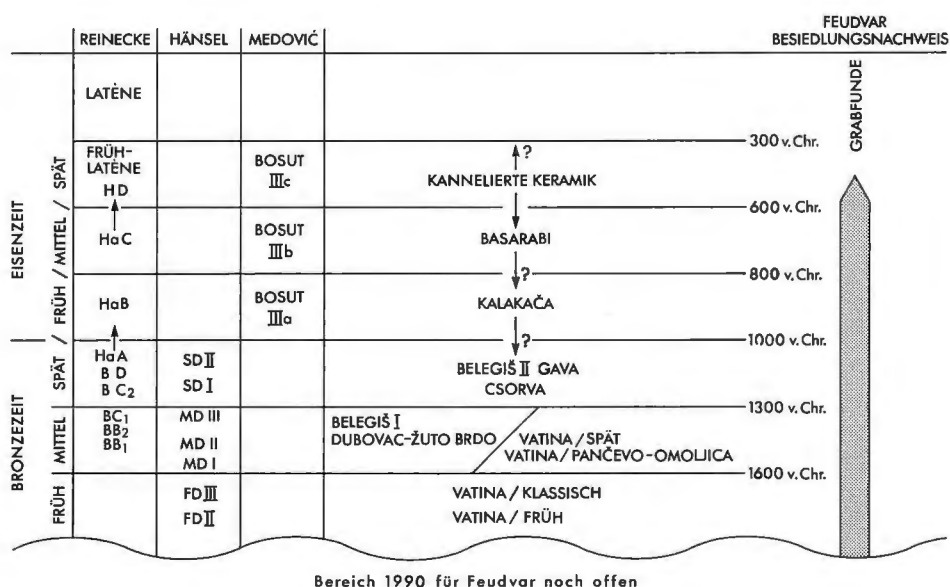 FEUDVAR
BESIEDLUNGSNACHWEIS
REINECKE HÄNSEL MEDOVIĆ
GRABFUNDE
LATÈNE
300 v.Chr.
EISENZEIT
FRÜH / MITTEL / SPÄT
FRÜH-
LATÈNE
HD
BOSUT
IIIc
?
KANNELIERTE KERAMIK
600 v.Chr.
HaC
BOSUT
IIIb
BASARABI
?
800 v.Chr.
HaB
BOSUT
IIIa
KALAKAČA
?
1000 v.Chr.
BRONZEZEIT
FRÜH / MITTEL / SPÄT
HaA
BD
BC2
SD II
SD I
BELEGIŠ II GAVA
CSORVA
1300 v.Chr.
BC1
BB2
BB1
MD III
MD II
MD I
BELEGIŠ I
DUBOVAC-ŽUTO BRDO
VATINA/SPÄT
VATINA/PANČEVO-OMOLJICA
1600 v.Chr.
FD III
FD II
VATINA/KLASSISCH
VATINA/FRÜH
Bereich 1990 für Feudvar noch offen